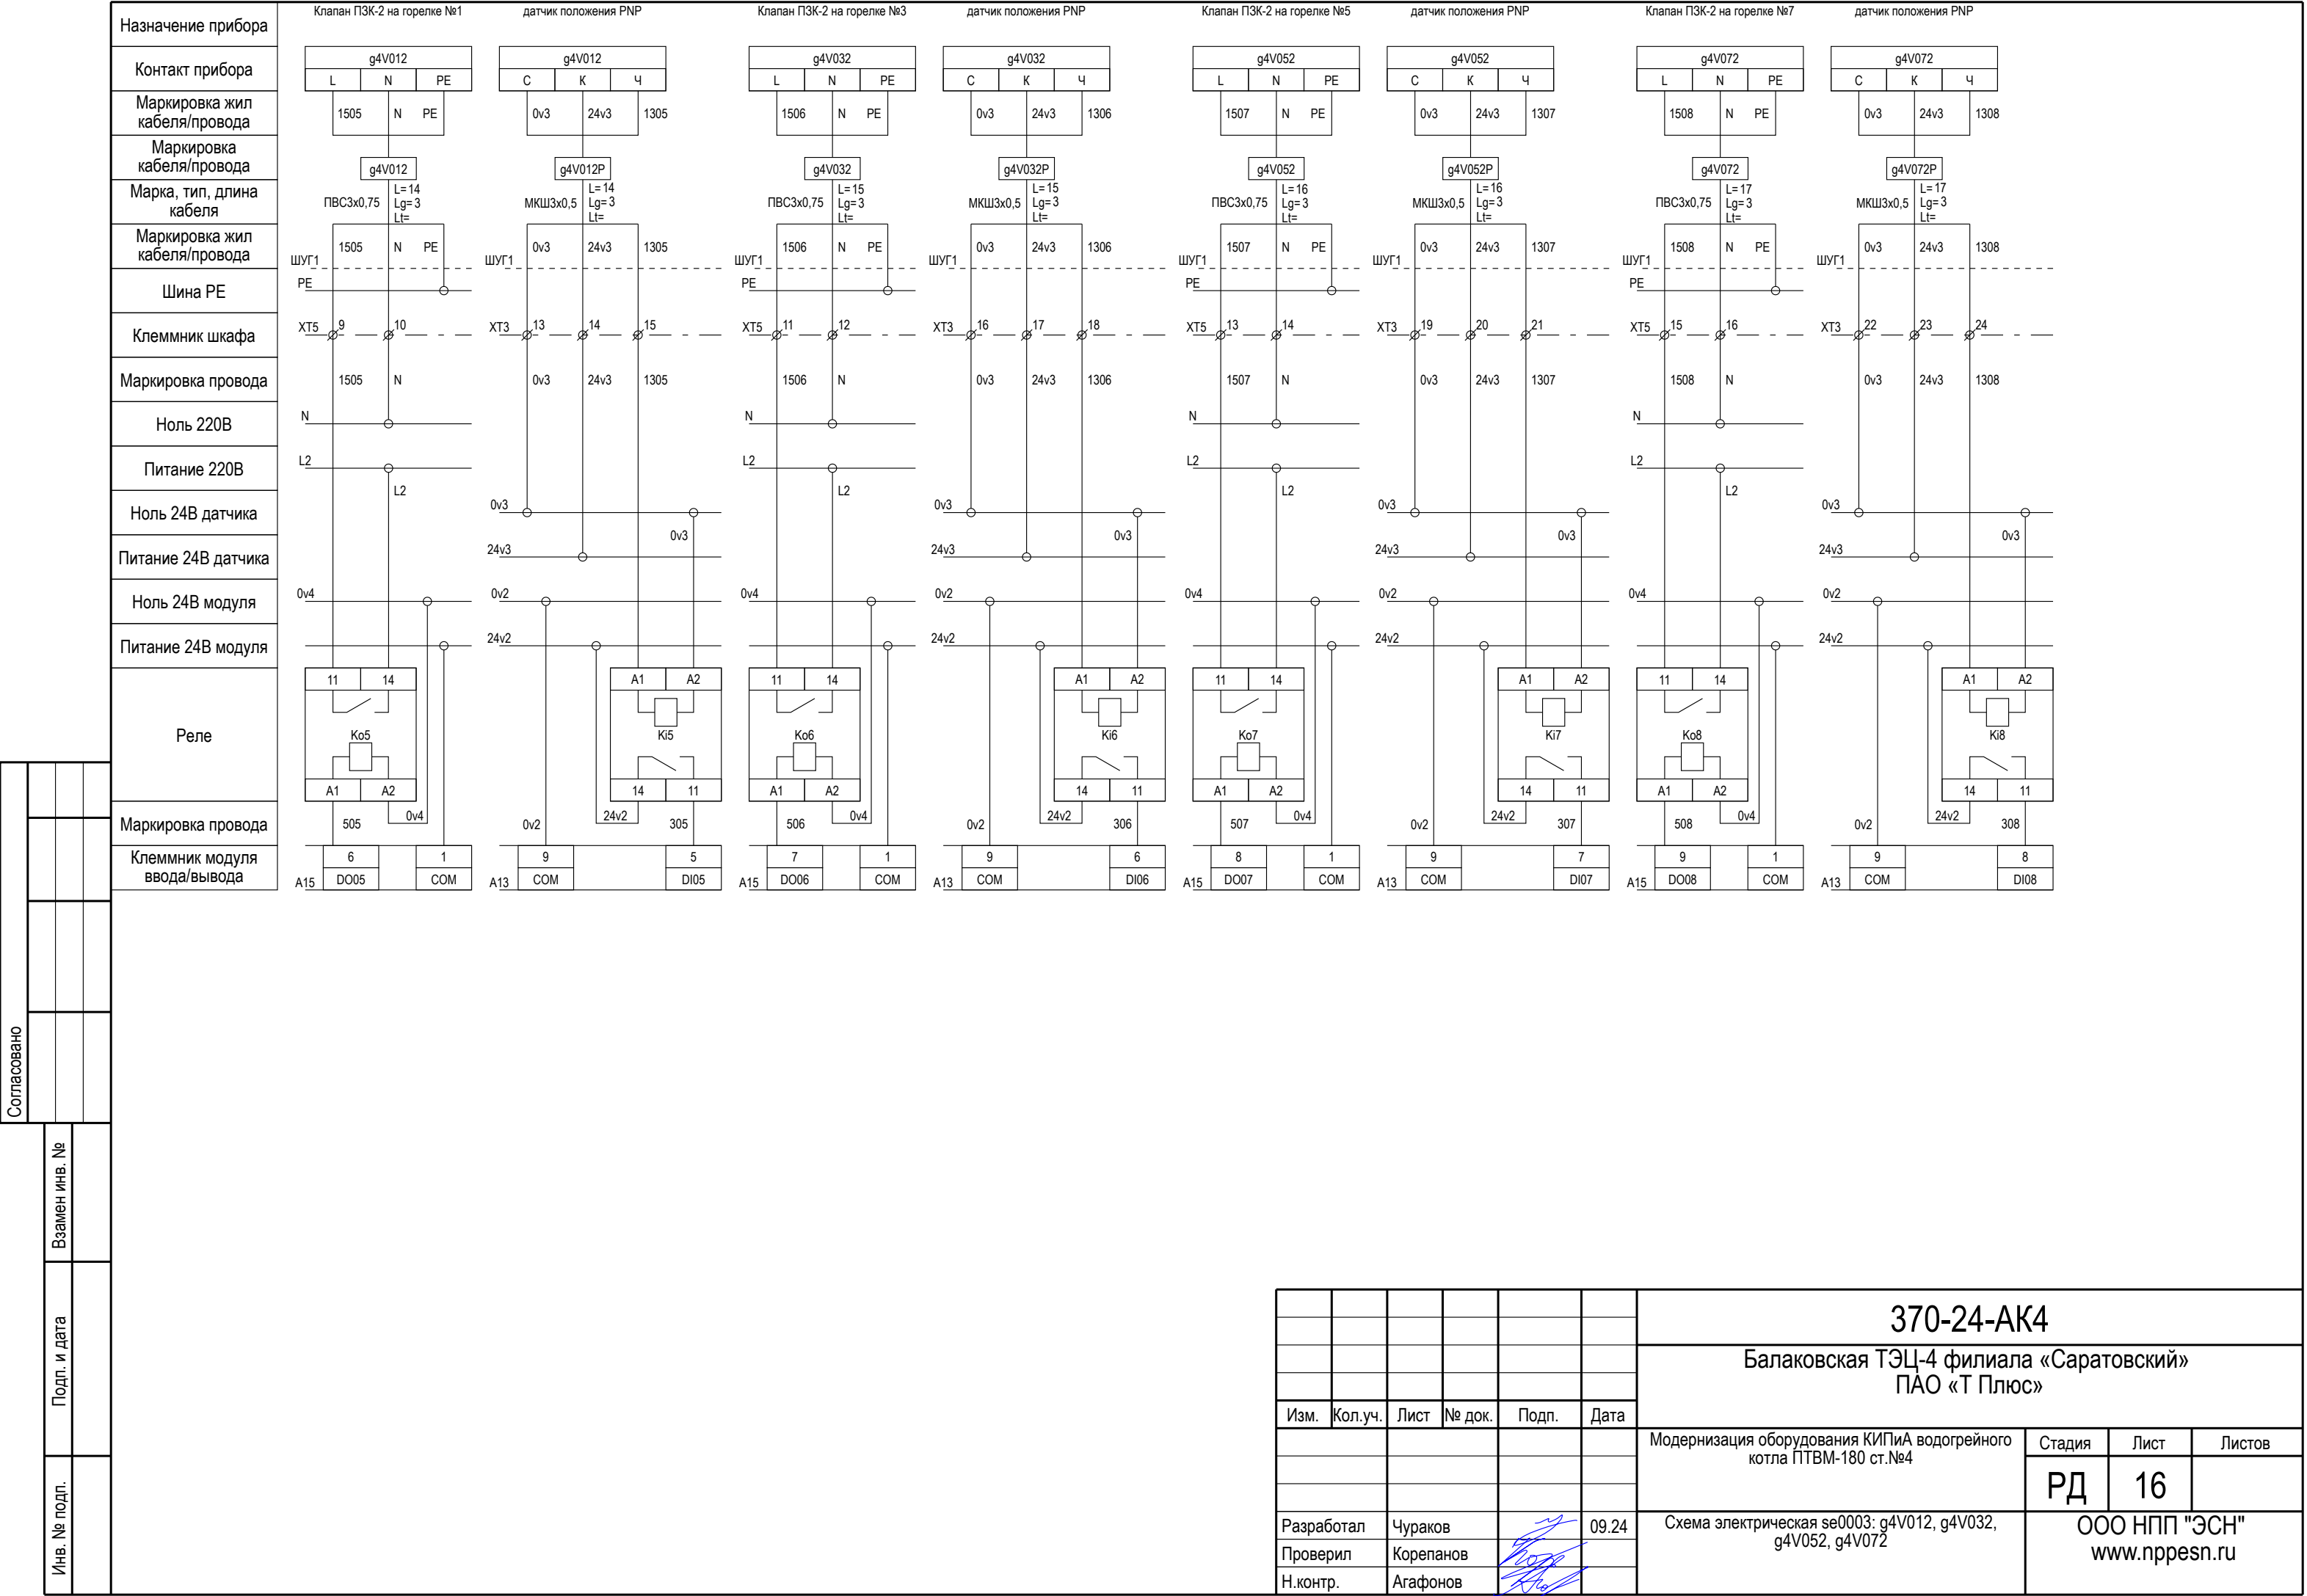 Назначение прибора
Клапан ПЗК-2 на горелке №1 датчик положения PNP Клапан ПЗК-2 на горелке №3 датчик положения PNP Клапан ПЗК-2 на горелке №5 датчик положения PNP Клапан ПЗК-2 на горелке №7 датчик положения PNP
Контакт прибора
g4V012 g4V012 g4V032 g4V032 g4V052 g4V052 g4V072 g4V072
L N PE С К Ч L N PE С К Ч L N PE С К Ч L N PE С К Ч
Маркировка жил
кабеля/провода
1505 N PE 0v3 24v3 1305 1506 N PE 0v3 24v3 1306 1507 N PE 0v3 24v3 1307 1508 N PE 0v3 24v3 1308
Маркировка
кабеля/провода
g4V012 g4V012P g4V032 g4V032P g4V052 g4V052P g4V072 g4V072P
Марка, тип, длина
кабеля
L= 14 L= 14 L= 15 L= 15 L= 16 L= 16 L= 17 L= 17
ПВС3х0,75 Lg= 3 МКШ3х0,5 Lg= 3 ПВС3х0,75 Lg= 3 МКШ3х0,5 Lg= 3 ПВС3х0,75 Lg= 3 МКШ3х0,5 Lg= 3 ПВС3х0,75 Lg= 3 МКШ3х0,5 Lg= 3
Lt= Lt= Lt= Lt= Lt= Lt= Lt= Lt=
Маркировка жил
кабеля/провода
1505 N PE 0v3 24v3 1305 1506 N PE 0v3 24v3 1306 1507 N PE 0v3 24v3 1307 1508 N PE 0v3 24v3 1308
ШУГ1 ШУГ1 ШУГ1 ШУГ1 ШУГ1 ШУГ1 ШУГ1 ШУГ1
Шина PE
PE PE PE PE
Клеммник шкафа
XT5 9 10 XT3 13 14 15 XT5 11 12 XT3 16 17 18 XT5 13 14 XT3 19 20 21 XT5 15 16 XT3 22 23 24
Маркировка провода
1505 N 0v3 24v3 1305 1506 N 0v3 24v3 1306 1507 N 0v3 24v3 1307 1508 N 0v3 24v3 1308
Ноль 220В
N N N N
Питание 220В
L2 L2 L2 L2
L2 L2 L2 L2
Ноль 24В датчика
0v3 0v3 0v3 0v3
0v3 0v3 0v3 0v3
Питание 24В датчика
24v3 24v3 24v3 24v3
Ноль 24В модуля
0v4 0v2 0v4 0v2 0v4 0v2 0v4 0v2
Питание 24В модуля
24v2 24v2 24v2 24v2
Реле
11 14 A1 A2 11 14 A1 A2 11 14 A1 A2 11 14 A1 A2
Ko5 Ki5 Ko6 Ki6 Ko7 Ki7 Ko8 Ki8
A1 A2 14 11 A1 A2 14 11 A1 A2 14 11 A1 A2 14 11
Маркировка провода
505 0v4 0v2 24v2 305 506 0v4 0v2 24v2 306 507 0v4 0v2 24v2 307 508 0v4 0v2 24v2 308
Клеммник модуля
ввода/вывода
6 1 9 5 7 1 9 6 8 1 9 7 9 1 9 8
A15 DO05 COM A13 COM DI05 A15 DO06 COM A13 COM DI06 A15 DO07 COM A13 COM DI07 A15 DO08 COM A13 COM DI08
Согласовано
Взамен инв. №
Подп. и дата
Инв. № подп.
370-24-АК4
Балаковская ТЭЦ-4 филиала «Саратовский»
ПАО «Т Плюс»
Изм. Кол.уч. Лист № док. Подп. Дата
Модернизация оборудования КИПиА водогрейного
котла ПТВМ-180 ст.№4
Стадия Лист Листов
РД 16
Разработал Чураков 09.24
Проверил Корепанов
Н.контр. Агафонов
Схема электрическая se0003: g4V012, g4V032,
g4V052, g4V072
ООО НПП "ЭСН"
www.nppesn.ru